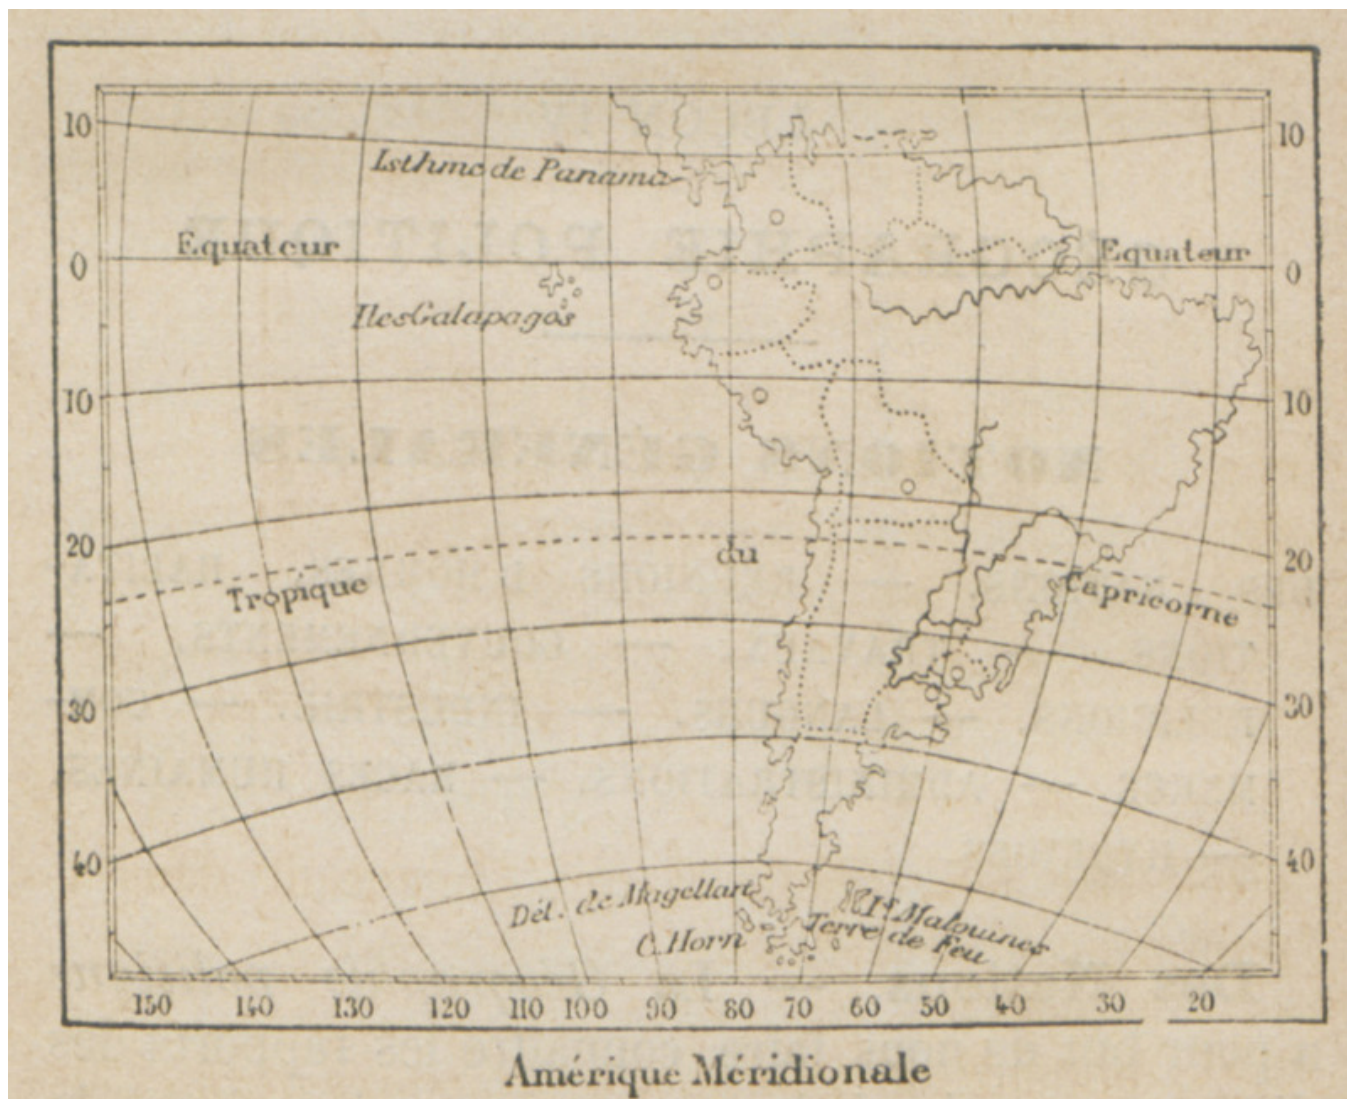 10 10
Isthme de Panama
Equateur Equateur
0 0
Iles Galapagos
10 10
20 20
du
Tropique Capricorne
30 30
40 40
Dét. de Magellan Is Malouines
C. Horn Terre de Feu
150 140 130 120 110 100 90 80 70 60 50 40 30 20
Amérique Méridionale